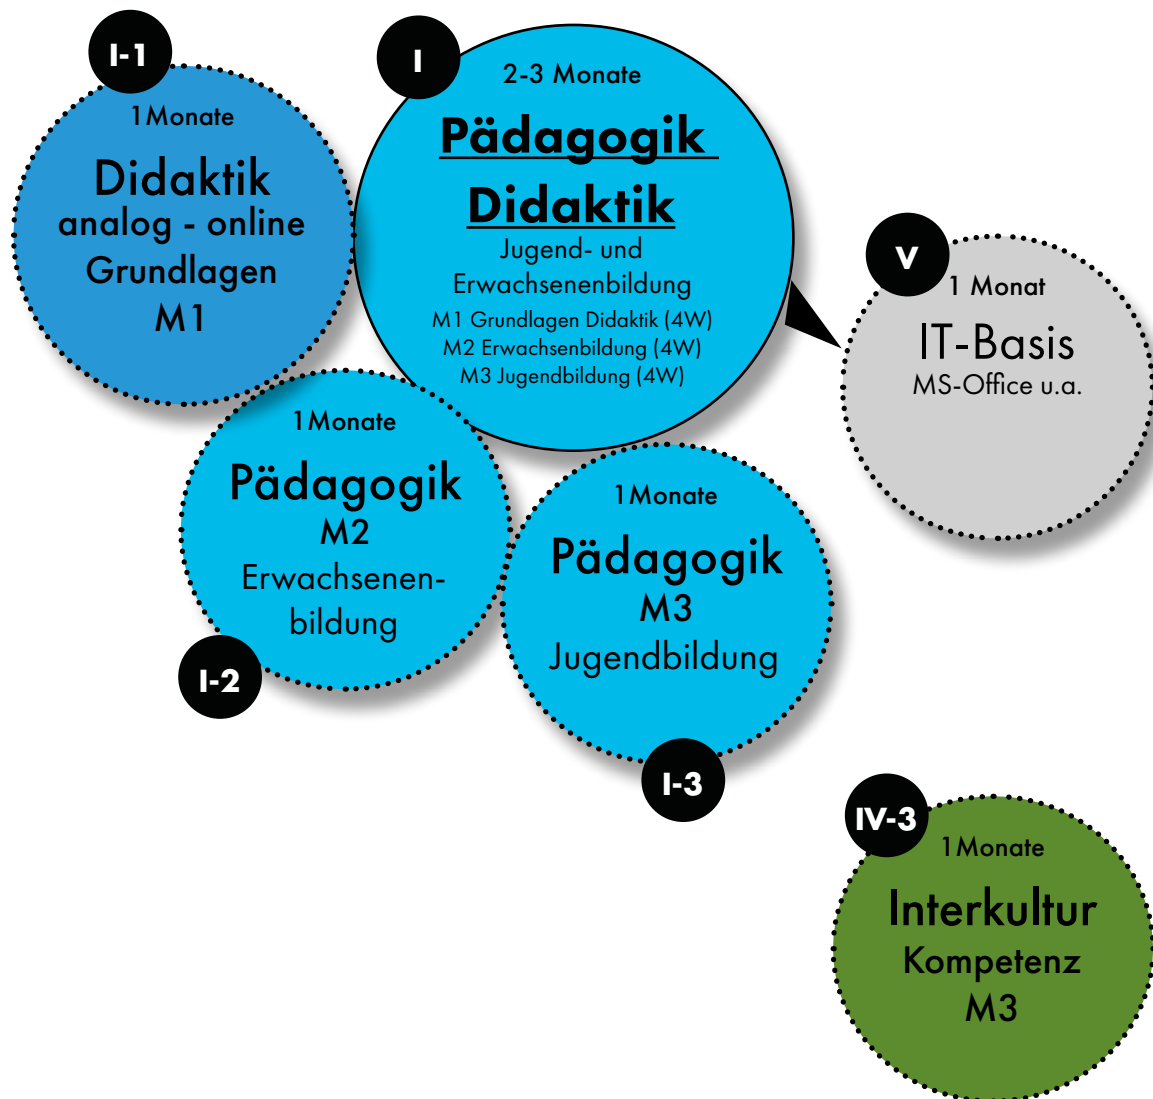 I-1
1Monate
Didaktik
analog - online
Grundlagen
M1
I
2-3 Monate
Pädagogik
Didaktik
Jugend- und
Erwachsenenbildung
M1 Grundlagen Didaktik (4W)
M2 Erwachsenbildung (4W)
M3 Jugendbildung (4W)
V
1 Monat
IT-Basis
MS-Office u.a.
1Monate
Pädagogik
M2
Erwachsenen-
bildung
I-2
1Monate
Pädagogik
M3
Jugendbildung
I-3
IV-3
1Monate
Interkultur
Kompetenz
M3